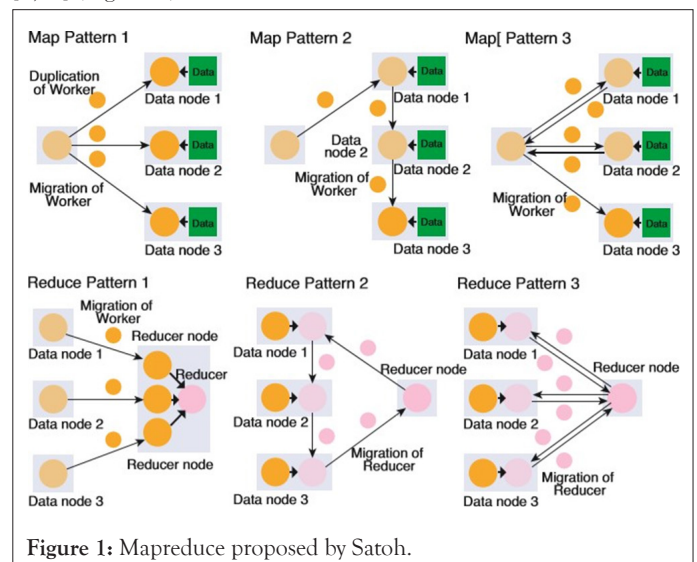 Map Pattern 1
Duplication
of Worker
Data
Data node 1
Data
Data node 2
Migration of
Worker
Data
Data node 3
Map Pattern 2
Data
Data node 1
Data
node 2
Data
Data node 2
Migration of
Worker
Data
Data node 3
Map[ Pattern 3
Data
Data node 1
Data
Data node 2
Migration of
Worker
Data
Data node 3
Reduce Pattern 1
Migration of
Worker
Reducer node
Data node 1
Reducer
Data node 2
Reducer node
Data node 3
Reduce Pattern 2
Data node 1
Reducer node
Data node 2
Migration of
Reducer
Data node 3
Reduce Pattern 3
Data node 1
Reducer node
Data node 2
Migration of
Reducer
Data node 3
Figure 1: Mapreduce proposed by Satoh.